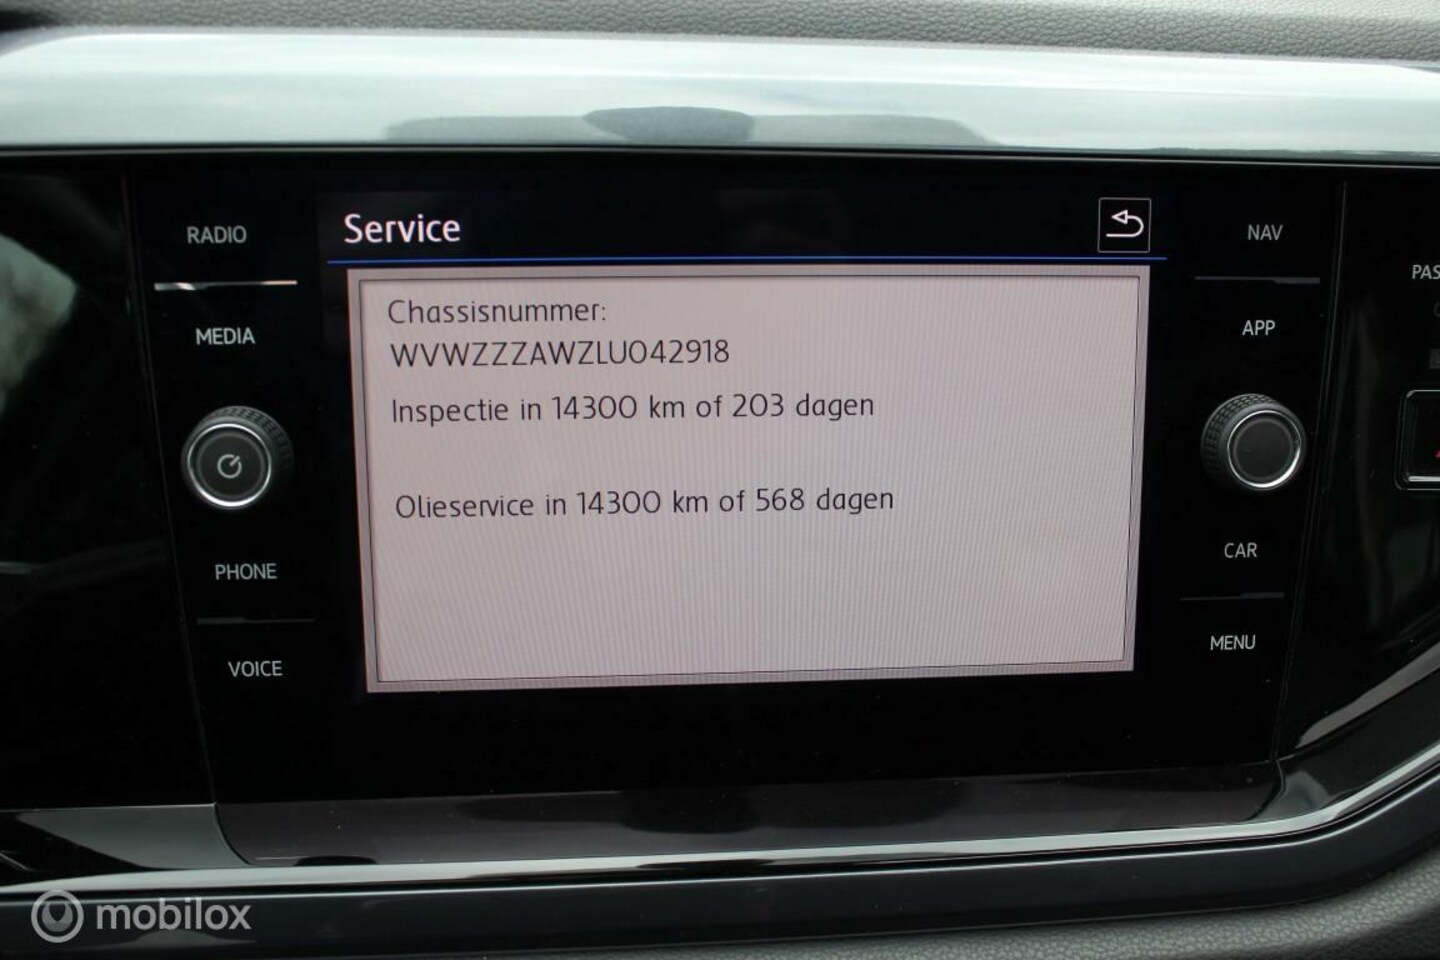 RADIO
MEDIA
PHONE
VOICE
Service
Chassisnummer:
WVWZZZAWZLU042918
Inspectie in 14300 km of 203 dagen
Olieservice in 14300 km of 568 dagen
NAV
APP
CAR
MENU
PAS
mobilox